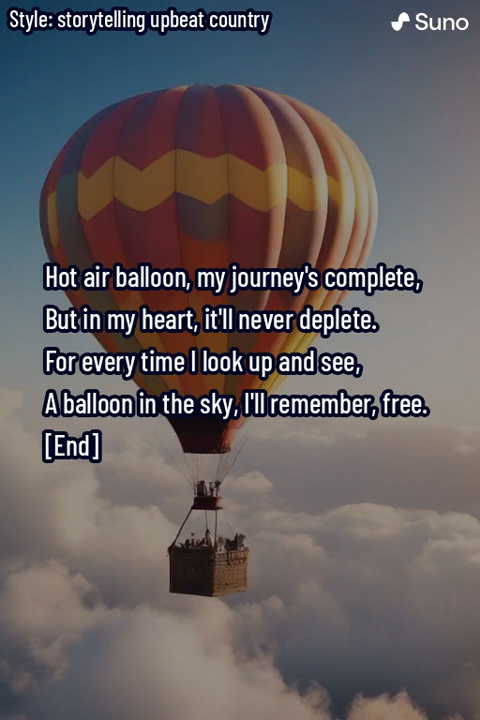 Style: storytelling upbeat country
Suno
Hot air balloon, my journey's complete,
But in my heart, it'll never deplete.
For every time I look up and see,
A balloon in the sky, I'll remember, free.
[End]